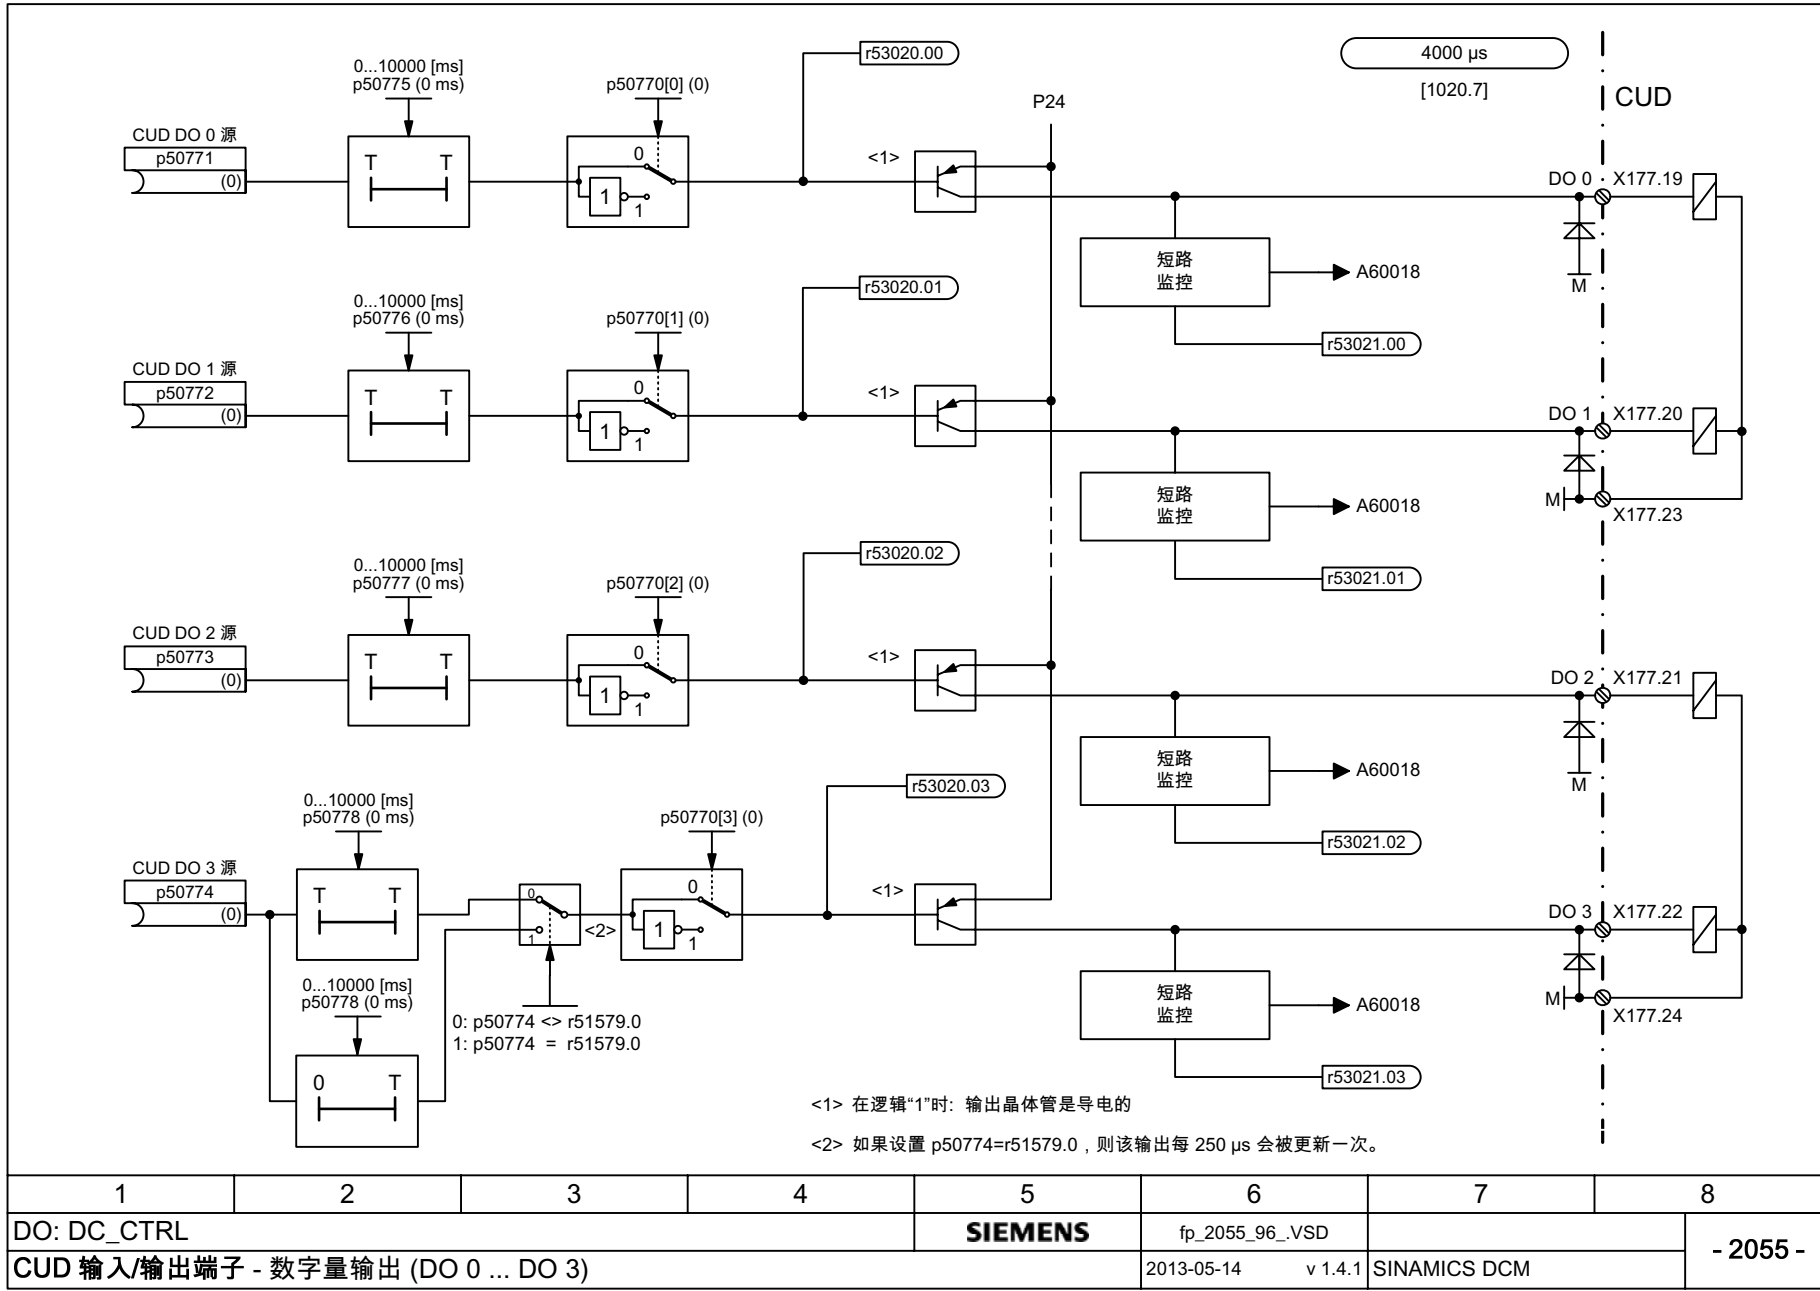 r53020.00
4000 µs
[1020.7]
CUD
0...10000 [ms]
p50775 (0 ms)
p50770[0] (0)
P24
CUD DO 0 源
p50771
(0)
T T
0
1
1
<1>
DO 0
X177.19
短路
监控
A60018
M
r53021.00
r53020.01
0...10000 [ms]
p50776 (0 ms)
p50770[1] (0)
CUD DO 1 源
p50772
(0)
T T
0
1
1
<1>
DO 1
X177.20
短路
监控
A60018
M
X177.23
r53021.01
r53020.02
0...10000 [ms]
p50777 (0 ms)
p50770[2] (0)
CUD DO 2 源
p50773
(0)
T T
0
1
1
<1>
DO 2
X177.21
短路
监控
A60018
M
r53021.02
r53020.03
0...10000 [ms]
p50778 (0 ms)
p50770[3] (0)
CUD DO 3 源
p50774
(0)
T T
0
1
<2>
0
1
1
<1>
DO 3
X177.22
短路
监控
A60018
M
X177.24
r53021.03
0...10000 [ms]
p50778 (0 ms)
0 T
0: p50774 <> r51579.0
1: p50774 = r51579.0
<1> 在逻辑“1”时: 输出晶体管是导电的
<2> 如果设置 p50774=r51579.0，则该输出每 250 µs 会被更新一次。
1 2 3 4 5 6 7 8
DO: DC_CTRL
SIEMENS
fp_2055_96_.VSD
- 2055 -
CUD 输入/输出端子 - 数字量输出 (DO 0 ... DO 3)
2013-05-14 v 1.4.1
SINAMICS DCM